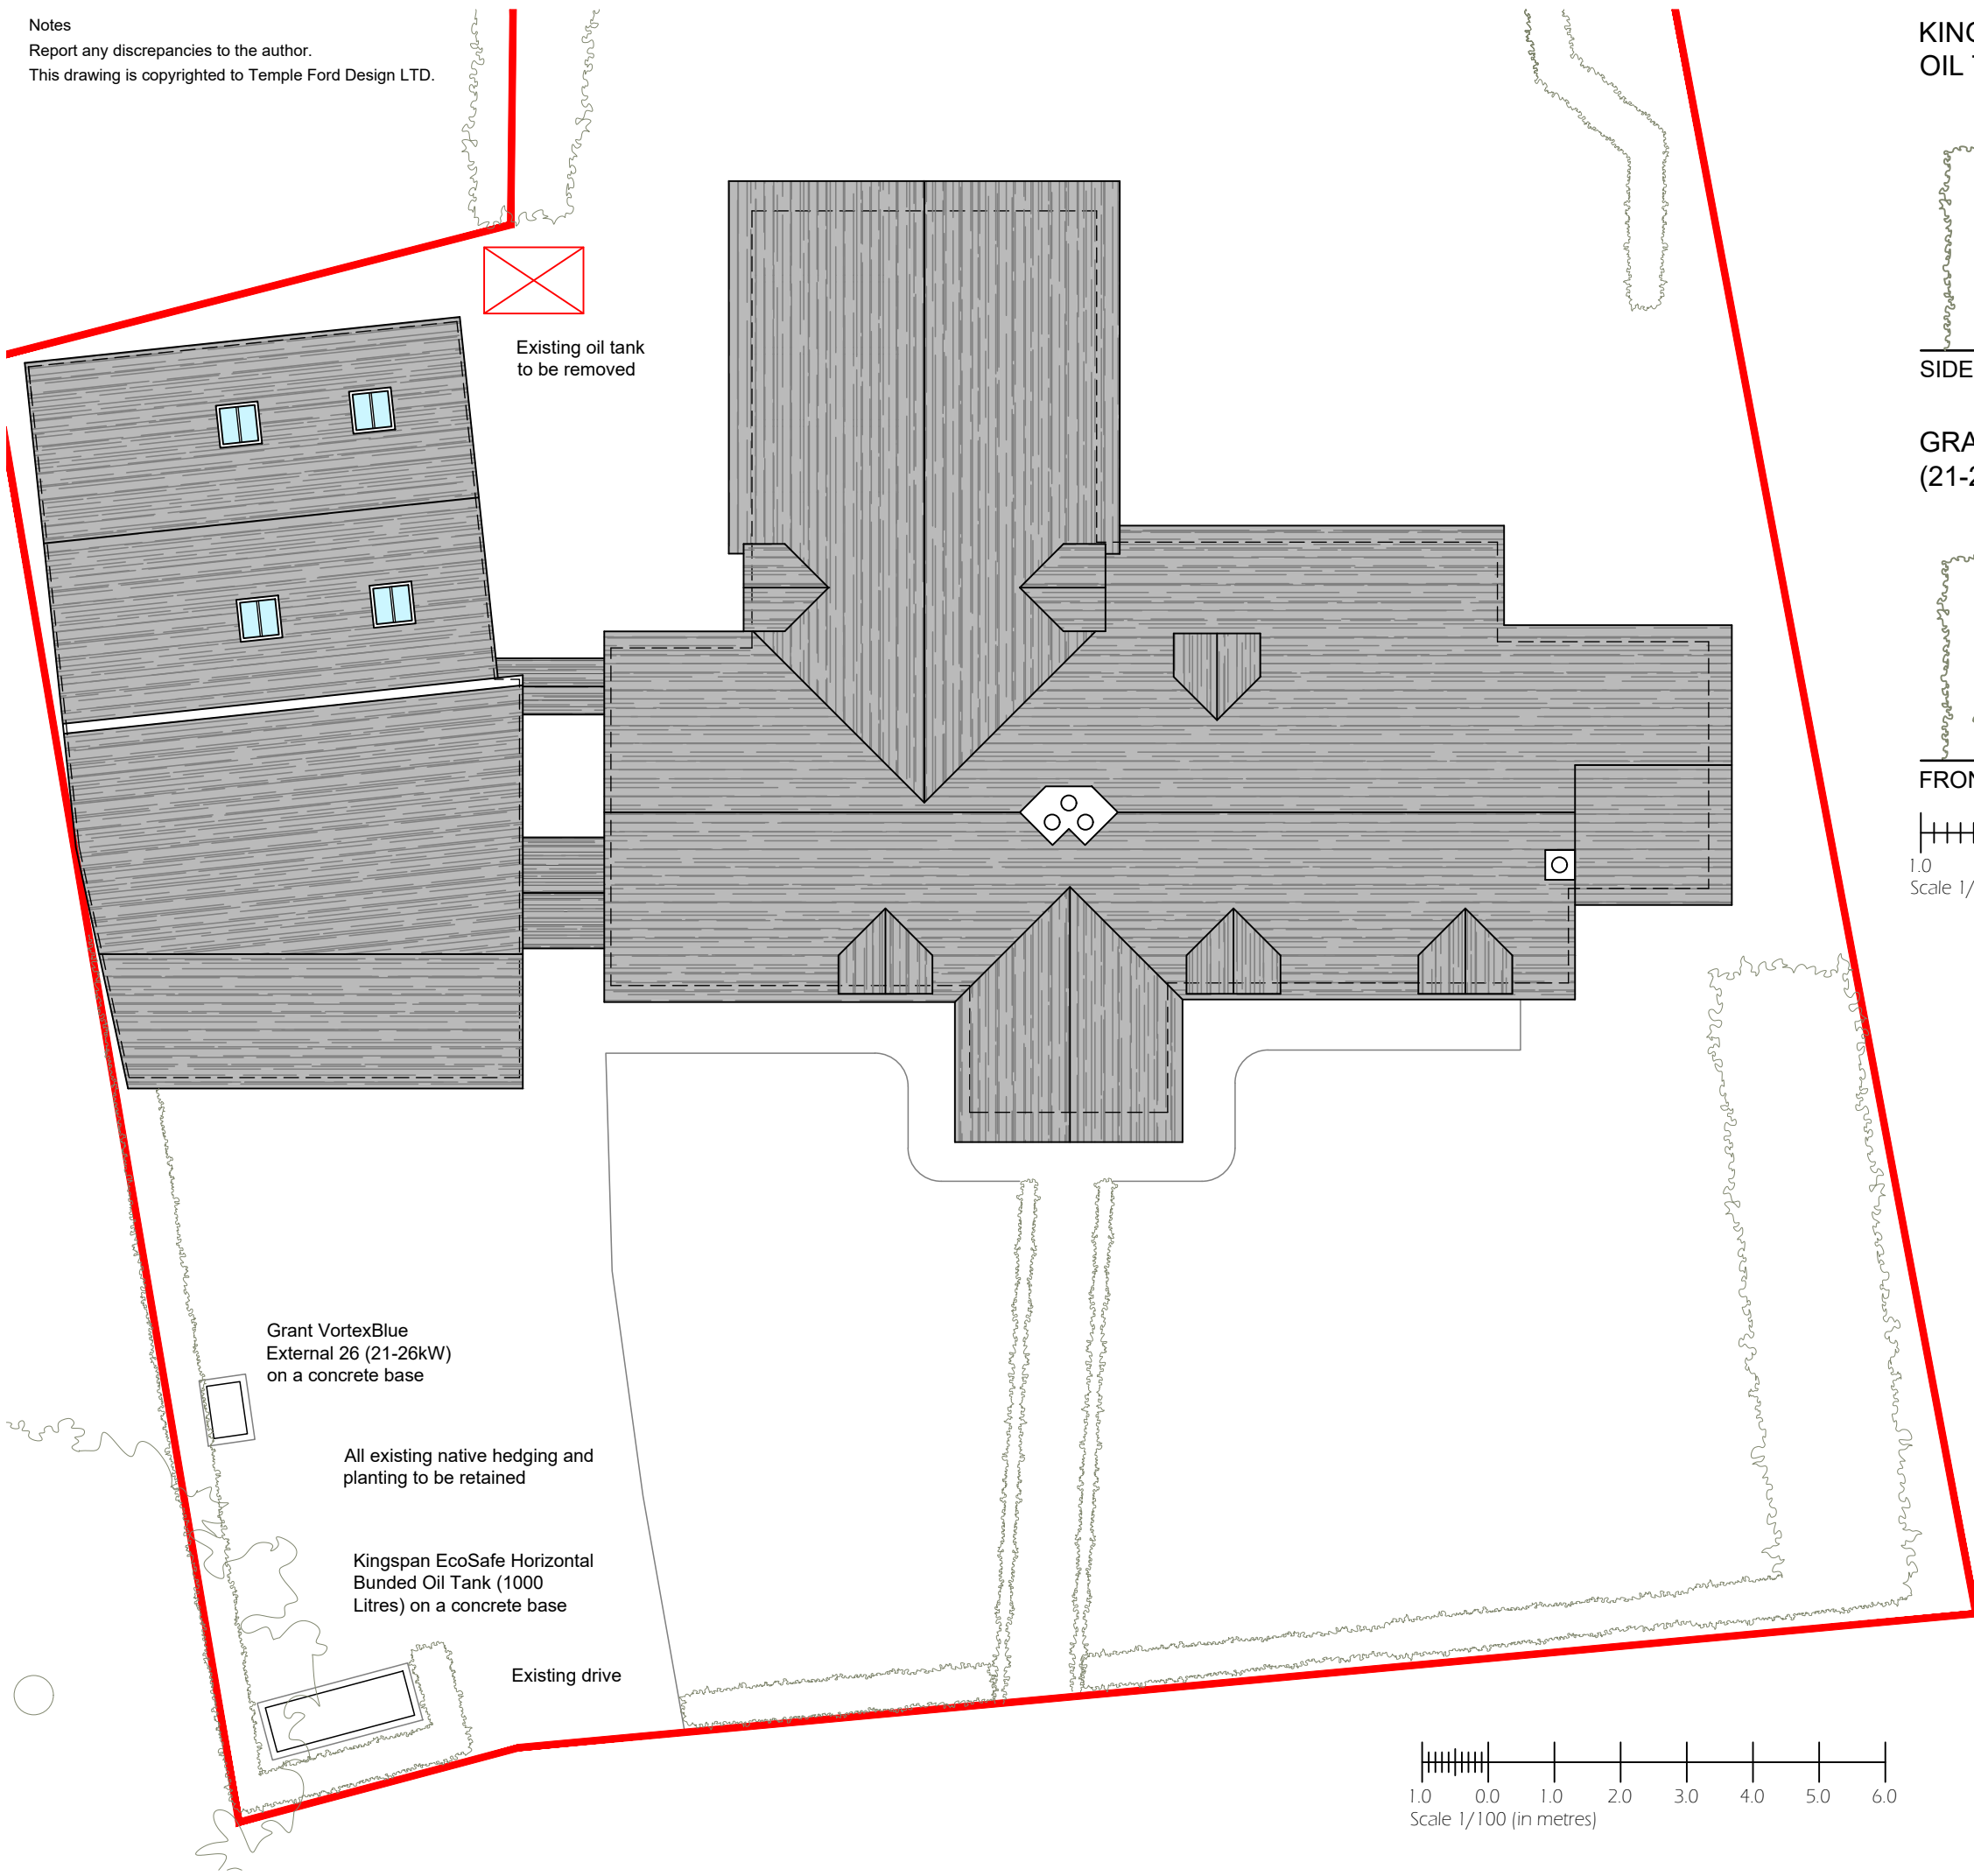 Notes
Report any discrepancies to the author.
This drawing is copyrighted to Temple Ford Design LTD.
Existing oil tank
to be removed
Grant VortexBlue
External 26 (21-26kW)
on a concrete base
All existing native hedging and
planting to be retained
Kingspan EcoSafe Horizontal
Bunded Oil Tank (1000
Litres) on a concrete base
Existing drive
OIL
SIDE
1.0
Scale 1/
1.0 0.0 1.0 2.0 3.0 4.0 5.0 6.0
Scale 1/100 (in metres)